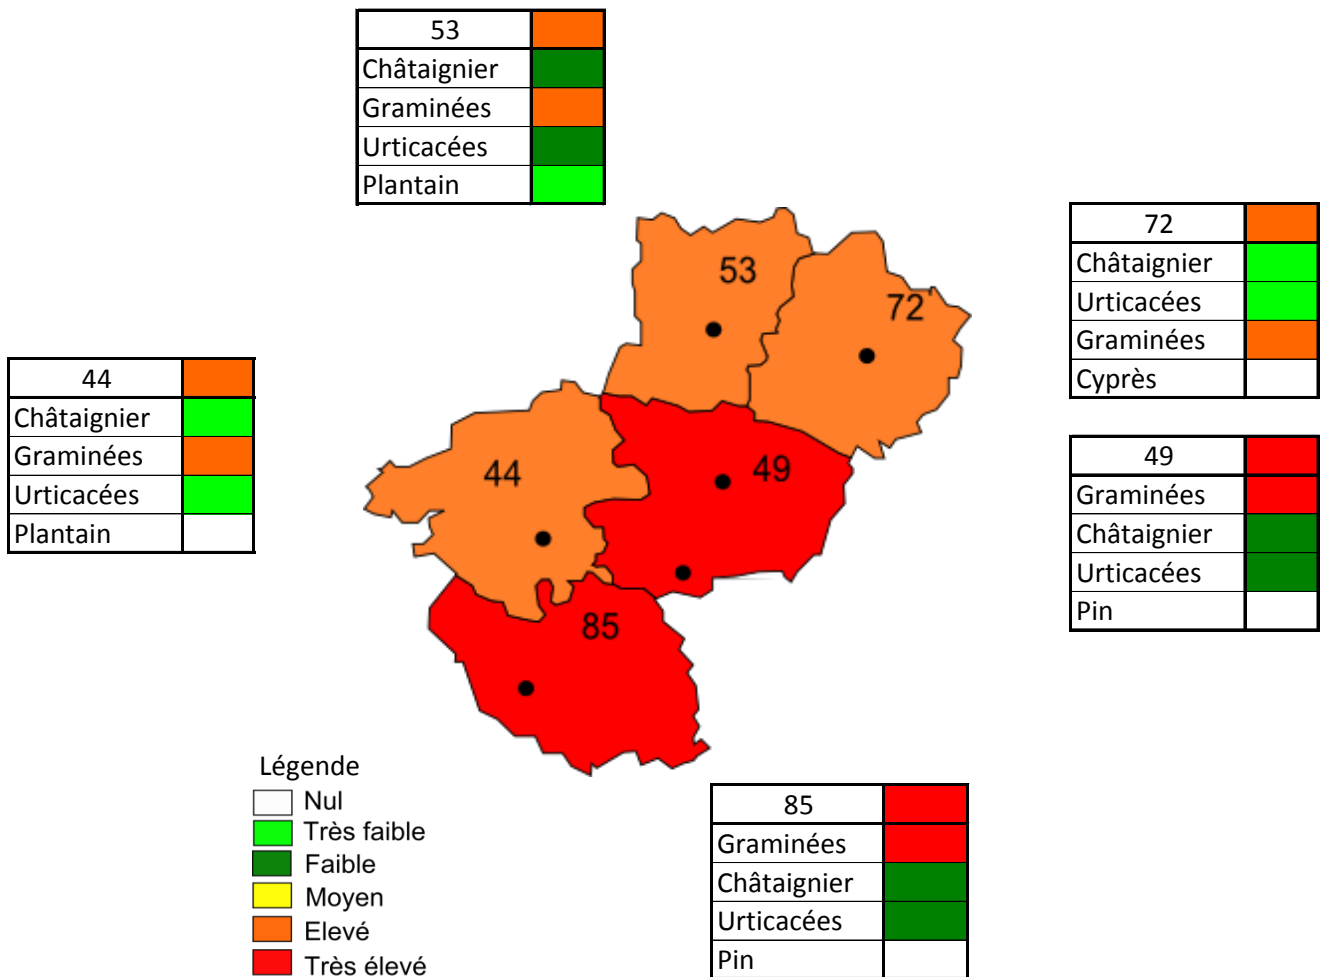 53
Châtaignier
Graminées
Urticacées
Plantain
53
72
44
49
85
72
Châtaignier
Urticacées
Graminées
Cyprès
44
Châtaignier
Graminées
Urticacées
Plantain
49
Graminées
Châtaignier
Urticacées
Pin
Légende
Nul
Très faible
Faible
Moyen
Elevé
Très élevé
85
Graminées
Châtaignier
Urticacées
Pin